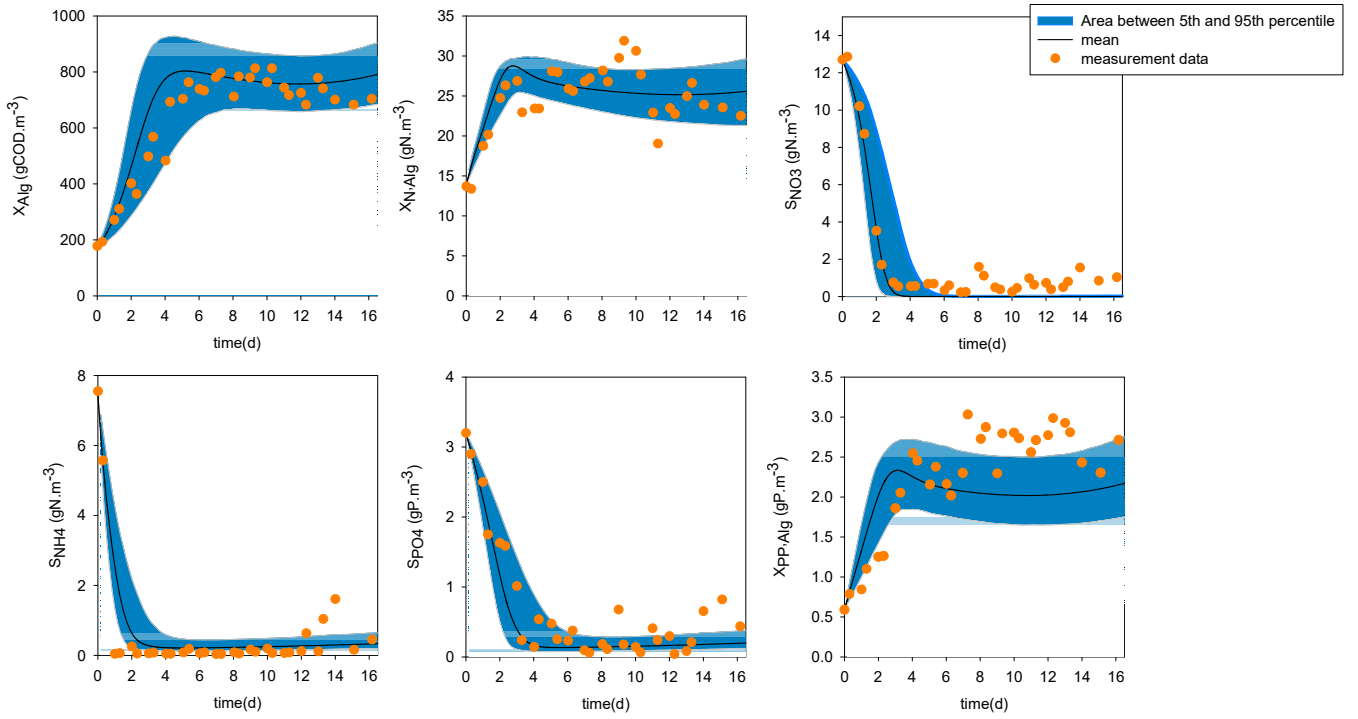 Area between 5th and 95th percentile
mean
measurement data
XAlg (gCOD.m-3)
1000
800
600
400
200
0
0 2 4 6 8 10 12 14 16
time(d)
XN.Alg (gN.m-3)
35
30
25
20
15
10
5
0
0 2 4 6 8 10 12 14 16
time(d)
SNO3 (gN.m-3)
14
12
10
8
6
4
2
0
0 2 4 6 8 10 12 14 16
time(d)
SNH4 (gN.m-3)
8
6
4
2
0
0 2 4 6 8 10 12 14 16
time(d)
SPO4 (gP.m-3)
4
3
2
1
0
0 2 4 6 8 10 12 14 16
time(d)
XPP.Alg (gP.m-3)
3.5
3.0
2.5
2.0
1.5
1.0
0.5
0.0
0 2 4 6 8 10 12 14 16
time(d)